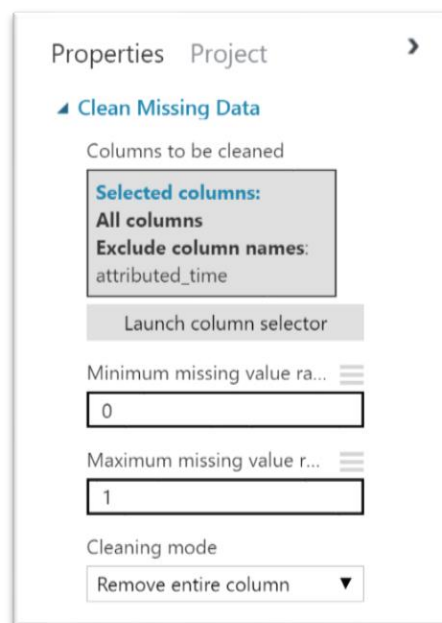 Properties Project
Clean Missing Data
Columns to be cleaned
Selected columns:
All columns
Exclude column names:
attributed_time
Launch column selector
Minimum missing value ra...
0
Maximum missing value r...
1
Cleaning mode
Remove entire column